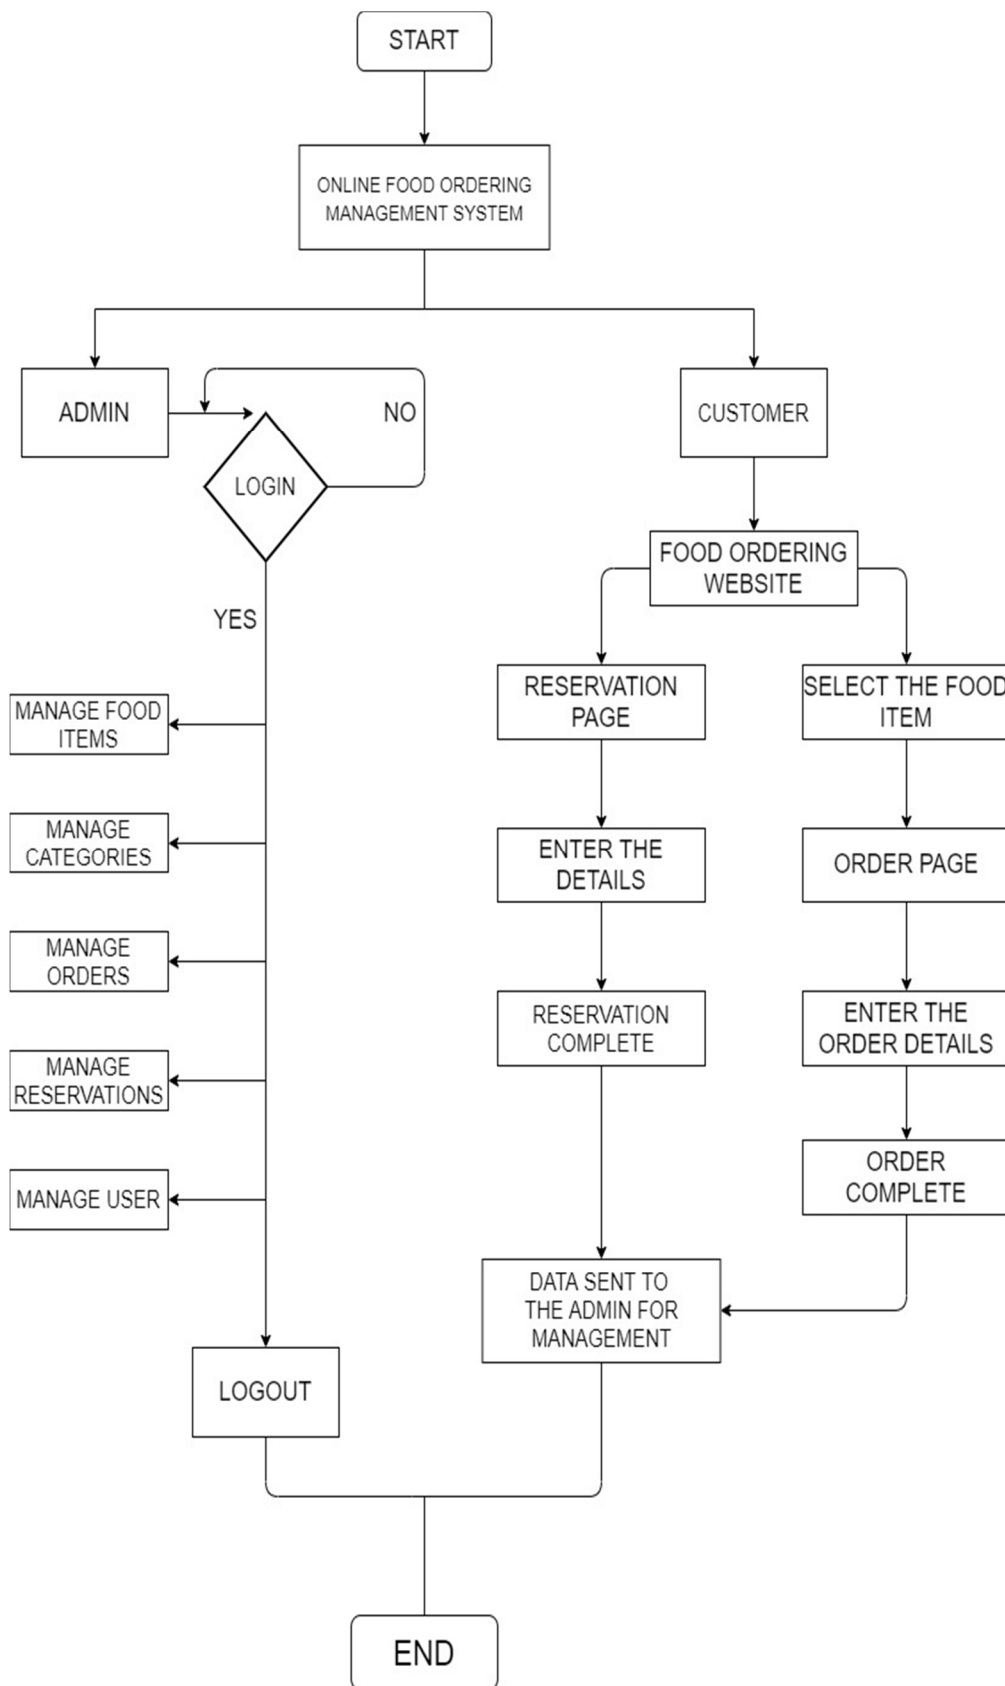 START
ONLINE FOOD ORDERING
MANAGEMENT SYSTEM
ADMIN
NO
LOGIN
YES
MANAGE FOOD
ITEMS
MANAGE
CATEGORIES
MANAGE
ORDERS
MANAGE
RESERVATIONS
MANAGE USER
LOGOUT
CUSTOMER
FOOD ORDERING
WEBSITE
RESERVATION
PAGE
ENTER THE
DETAILS
RESERVATION
COMPLETE
SELECT THE FOOD
ITEM
ORDER PAGE
ENTER THE
ORDER DETAILS
ORDER
COMPLETE
DATA SENT TO
THE ADMIN FOR
MANAGEMENT
END